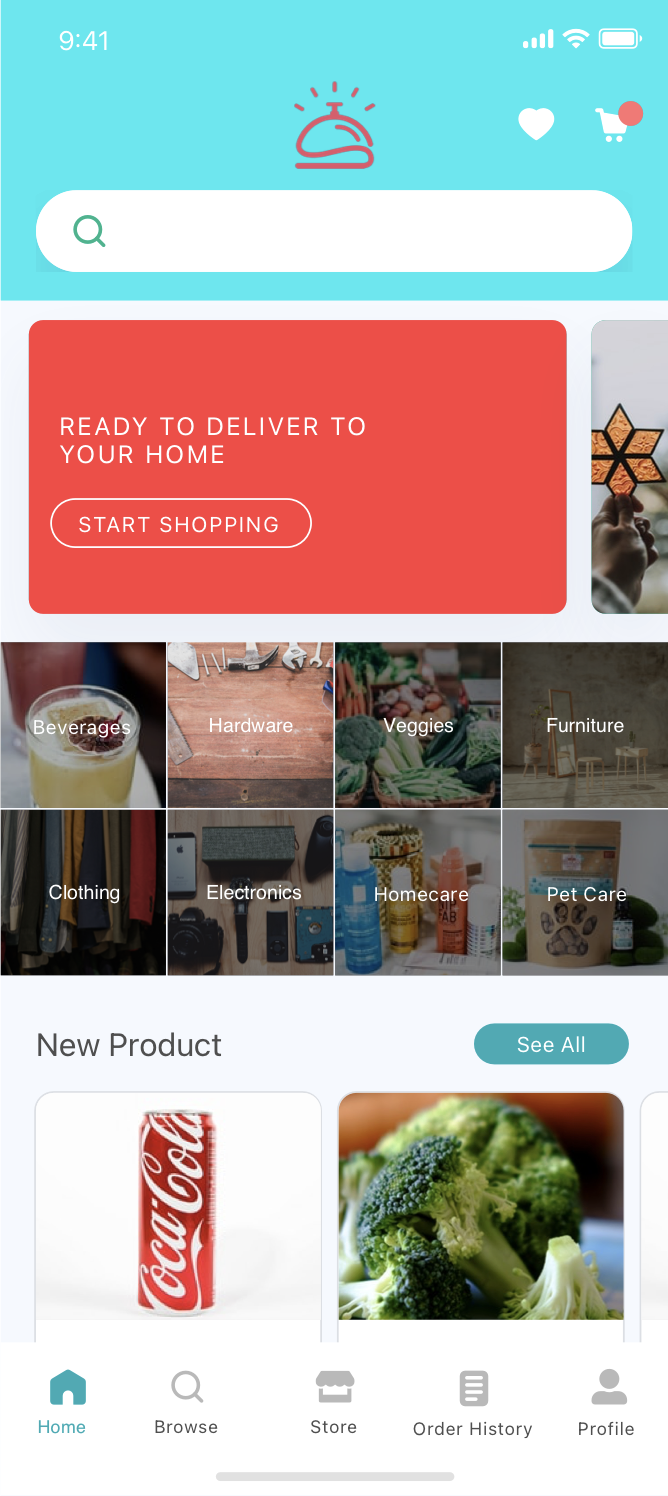 9:41
READY TO DELIVER TO
YOUR HOME
START SHOPPING
Beverages
Hardware
Veggies
Furniture
Clothing
Electronics
Homecare
Pet Care
New Product
See All
Coca-Cola
Home
Browse
Store
Order History
Profile